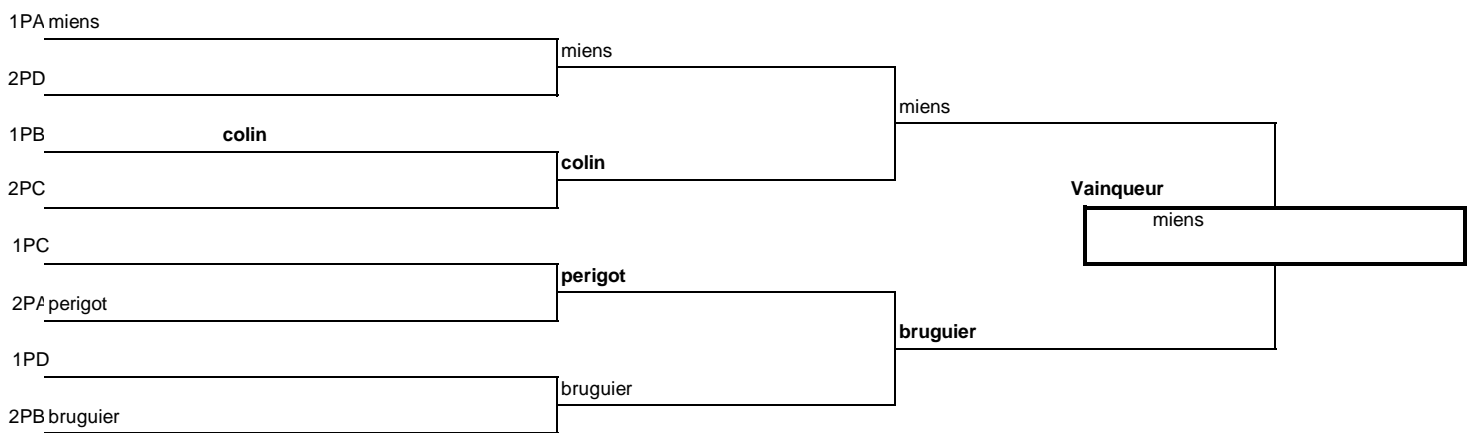 1PA miens
miens
2PD
miens
1PB colin
colin
2PC
Vainqueur
miens
1PC
perigot
2PA perigot
bruguier
1PD
bruguier
2PB bruguier